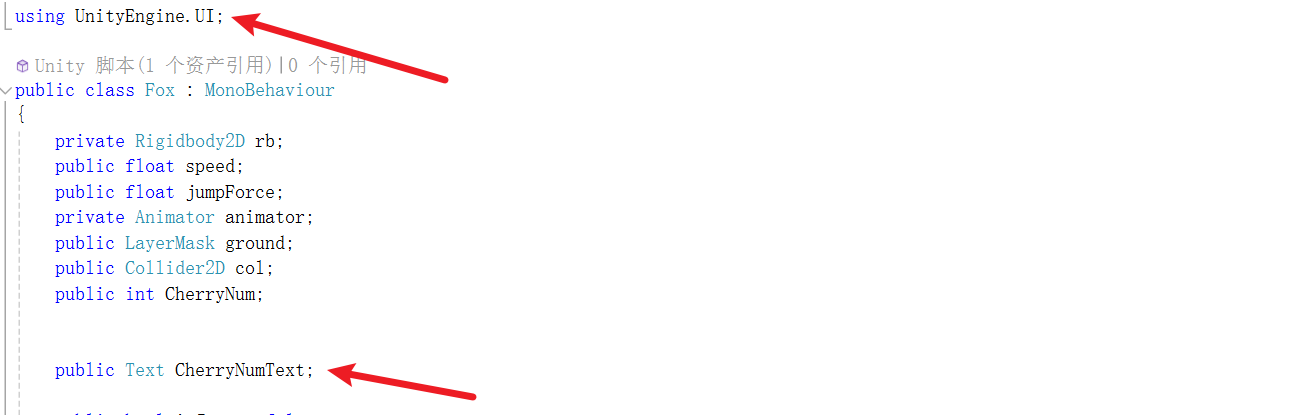 using UnityEngine.UI;
Unity 脚本(1 个资产引用)|0 个引用
public class Fox : MonoBehaviour
{
private Rigidbody2D rb;
public float speed;
public float jumpForce;
private Animator animator;
public LayerMask ground;
public Collider2D col;
public int CherryNum;
public Text CherryNumText;